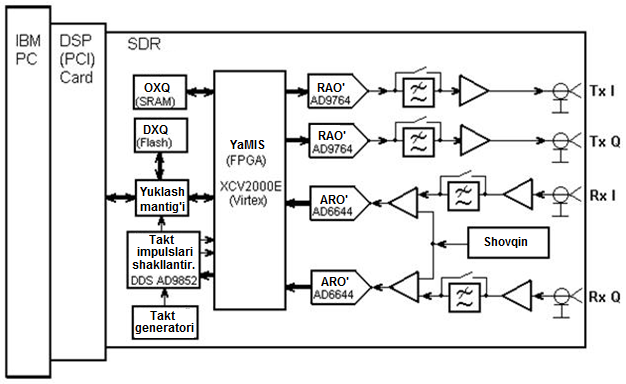 IBM
PC
DSP
(PCI)
Card
SDR
OXQ
(SRAM)
DXQ
(Flash)
Yuklash
mantig'i
Takt
impulslari
shakllantir.
DDS AD9852
Takt
generatori
YaMIS
(FPGA)
XCV2000E
(Virtex)
RAO'
AD9764
RAO'
AD9764
ARO'
AD6644
ARO'
AD6644
Shovqin
Tx I
Tx Q
Rx I
Rx Q